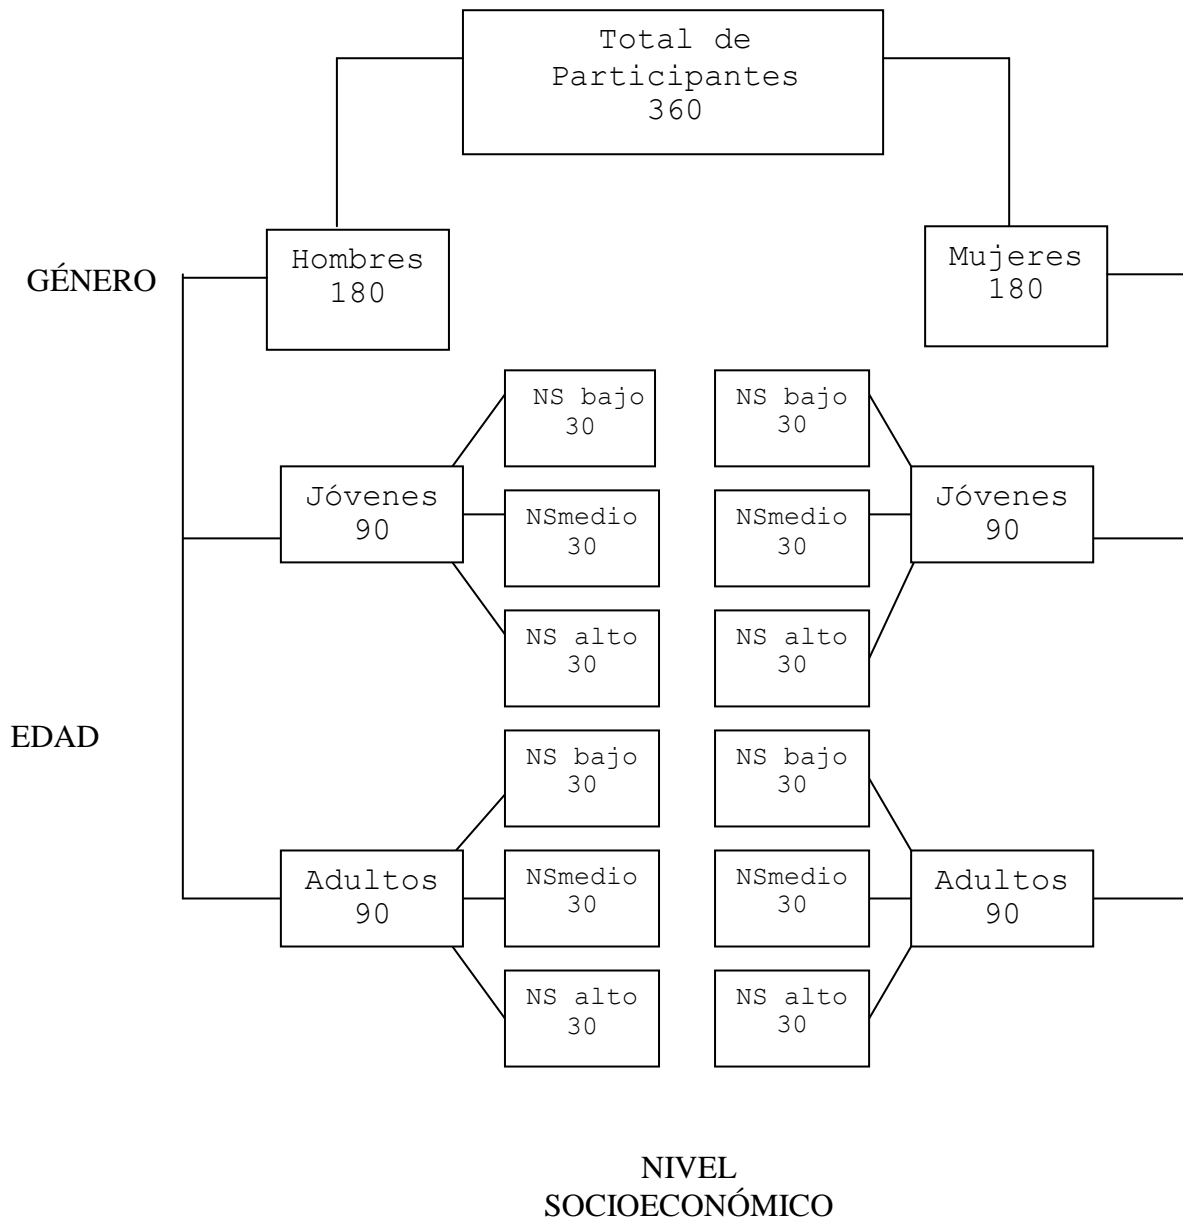 Total de
Participantes
360
Hombres
180
Mujeres
180
GÉNERO
NS bajo
30
NS bajo
30
Jóvenes
90
NSmedio
30
NSmedio
30
Jóvenes
90
NS alto
30
NS alto
30
EDAD
NS bajo
30
NS bajo
30
Adultos
90
NSmedio
30
NSmedio
30
Adultos
90
NS alto
30
NS alto
30
NIVEL
SOCIOECONÓMICO